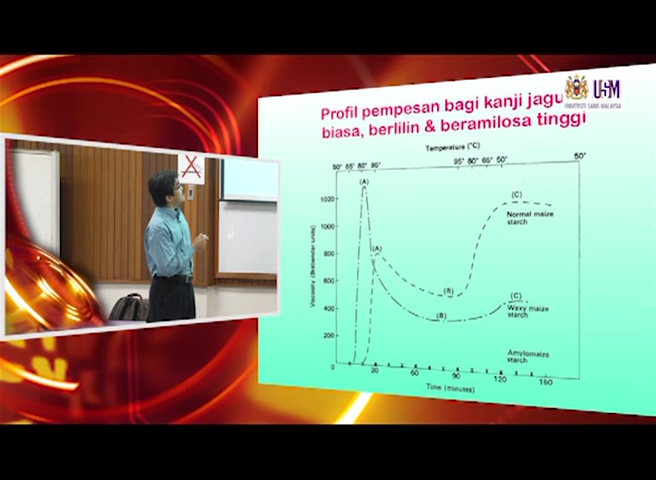 Profil pempesan bagi kanji jagu
biasa, berlilin & beramilosa tinggi
USM
UNIVERSITI SAINS MALAYSIA
Temperature (°C)
50° 65° 80° 95° 95° 80° 65° 50° 50°
(A)
(C)
1020
Normal maize
starch
800
(A)
Viscosity (Brabender units)
600
(B)
(C)
400
Waxy maize
starch
(B)
200
Amylomaize
starch
0
30 60 90 120 150
Time (minutes)